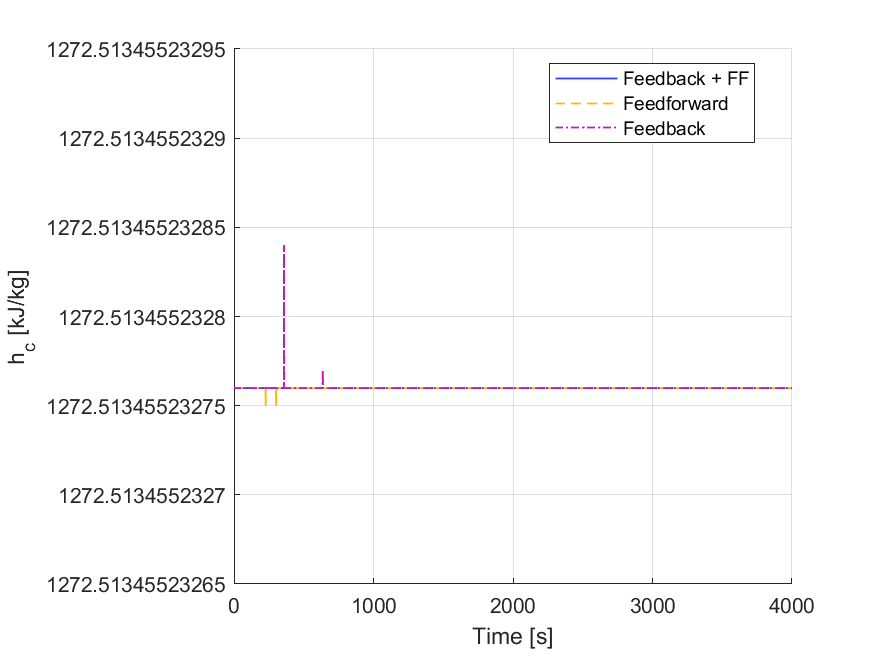 1272.51345523295
1272.5134552329
1272.51345523285
1272.5134552328
1272.51345523275
1272.5134552327
1272.51345523265
h_c [kJ/kg]
Feedback + FF
Feedforward
Feedback
0 1000 2000 3000 4000
Time [s]